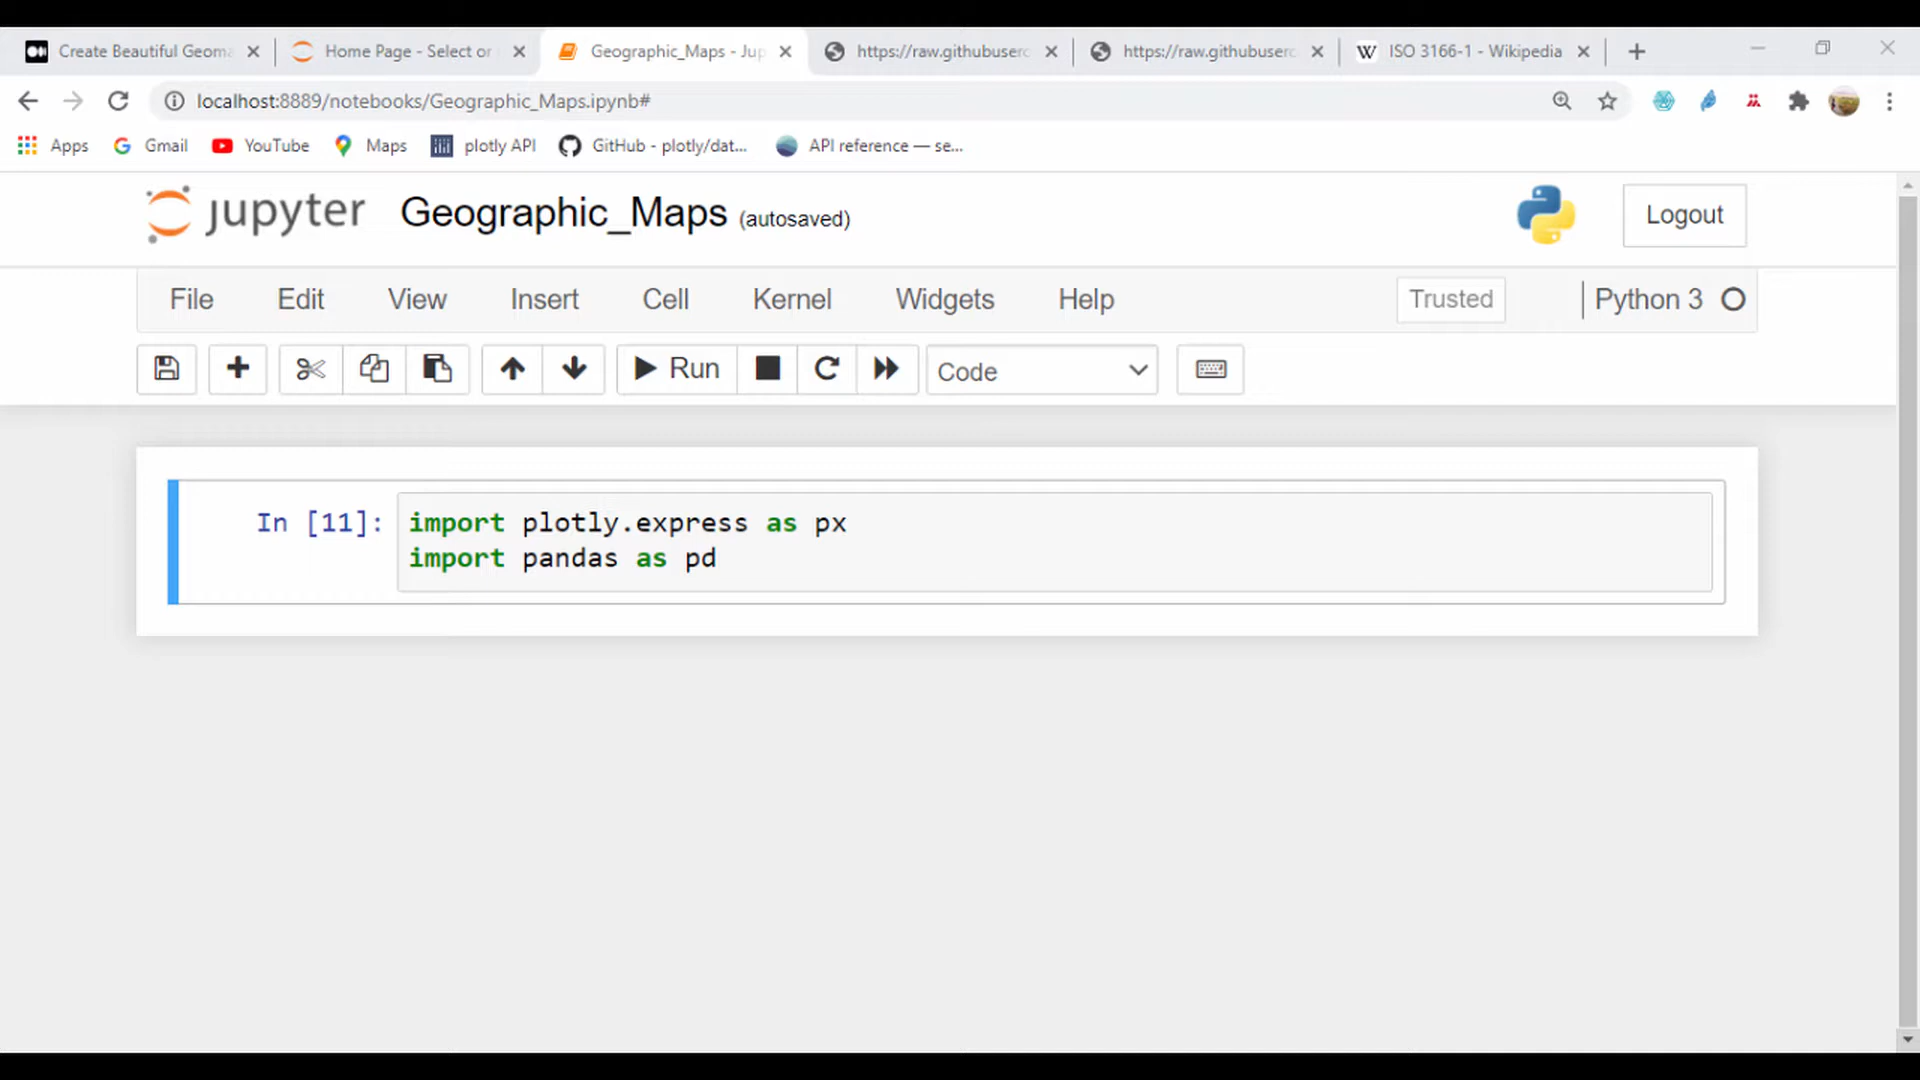 Create Beautiful Geoma
Home Page - Select or
Geographic_Maps - Jup
https://raw.githubuserc
https://raw.githubuserc
ISO 3166-1 - Wikipedia
localhost:8889/notebooks/Geographic_Maps.ipynb#
Apps
Gmail
YouTube
Maps
plotly API
GitHub - plotly/dat...
API reference — se...
jupyter
Geographic_Maps (autosaved)
Logout
File
Edit
View
Insert
Cell
Kernel
Widgets
Help
Trusted
Python 3
Run
Code
In [11]:
import plotly.express as px
import pandas as pd